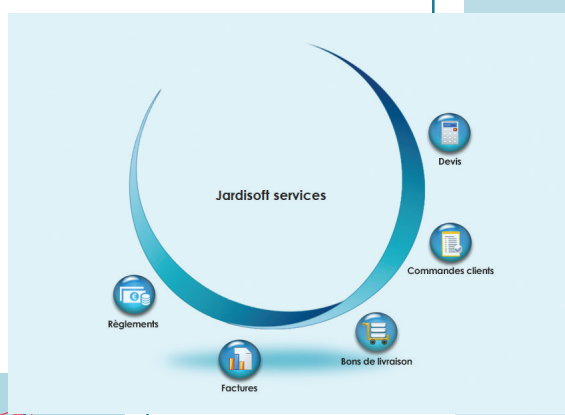 Devis
Jardisoft services
Commandes clients
Règlements
Bons de livraison
Factures